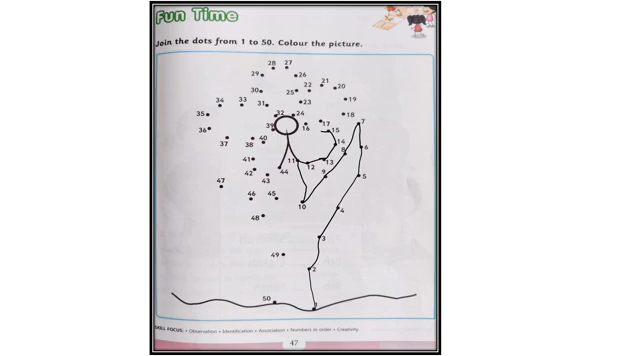 Fun Time
Join the dots from 1 to 50. Colour the picture.
28 27
29 26
21
22 20
30 25
19
34 33 31 23
35 32 24 18
36 39 16 17 15 7
37 38 40 14
8 6
41 11 12 13
42 43 44 9 5
47
46 45 10
48 4
3
49
2
50
1
SKILL FOCUS: • Observation • Identification • Association • Numbers in order • Creativity
47